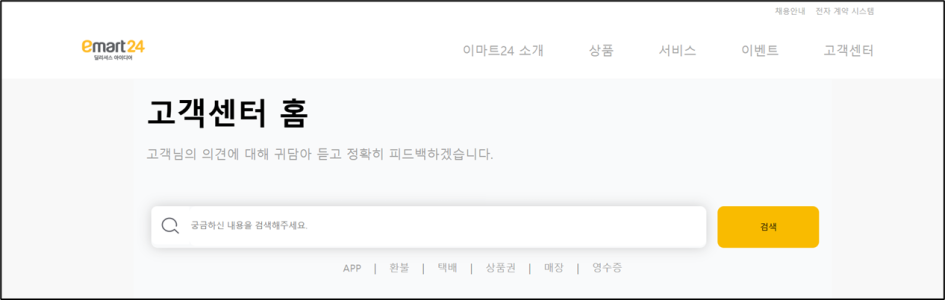 채용안내 전자 계약 시스템
emart24
딜리셔스 아이디어
이마트24 소개 상품 서비스 이벤트 고객센터
고객센터 홈
고객님의 의견에 대해 귀담아 듣고 정확히 피드백하겠습니다.
궁금하신 내용을 검색해주세요. 검색
APP | 환불 | 택배 | 상품권 | 매장 | 영수증